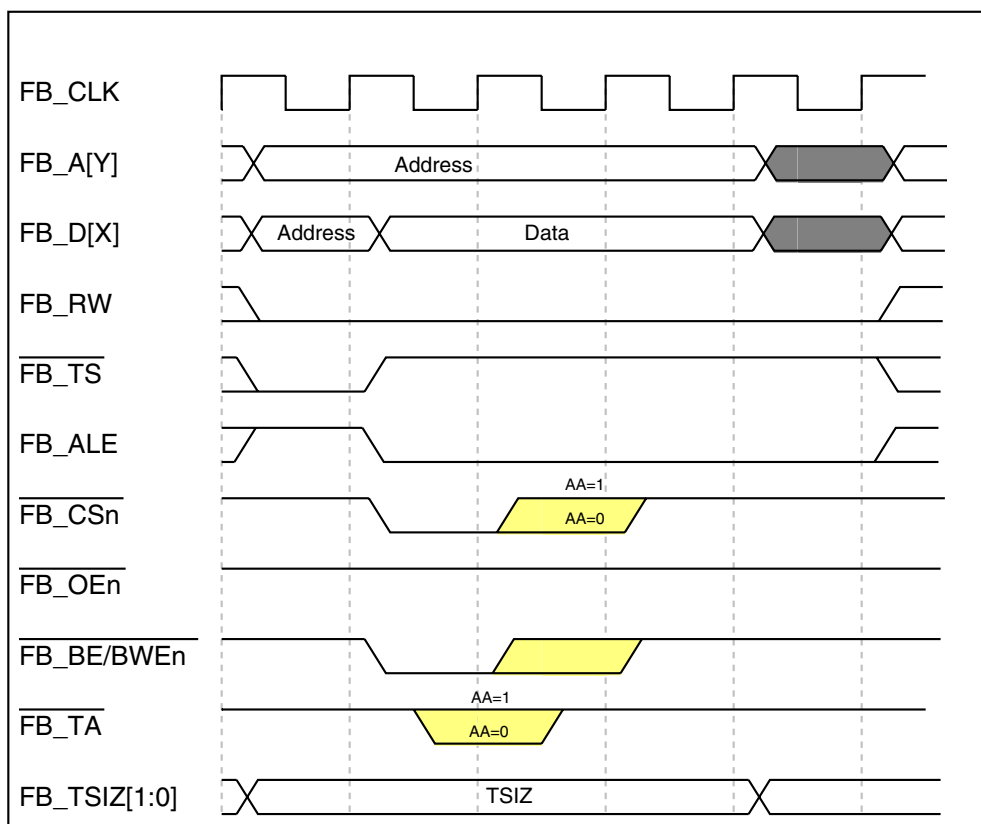 FB_CLK
FB_A[Y]
Address
FB_D[X]
Address
Data
FB_RW
FB_TS
FB_ALE
AA=1
FB_CSn
AA=0
FB_OEn
FB_BE/BWEn
AA=1
FB_TA
AA=0
FB_TSIZ[1:0]
TSIZ